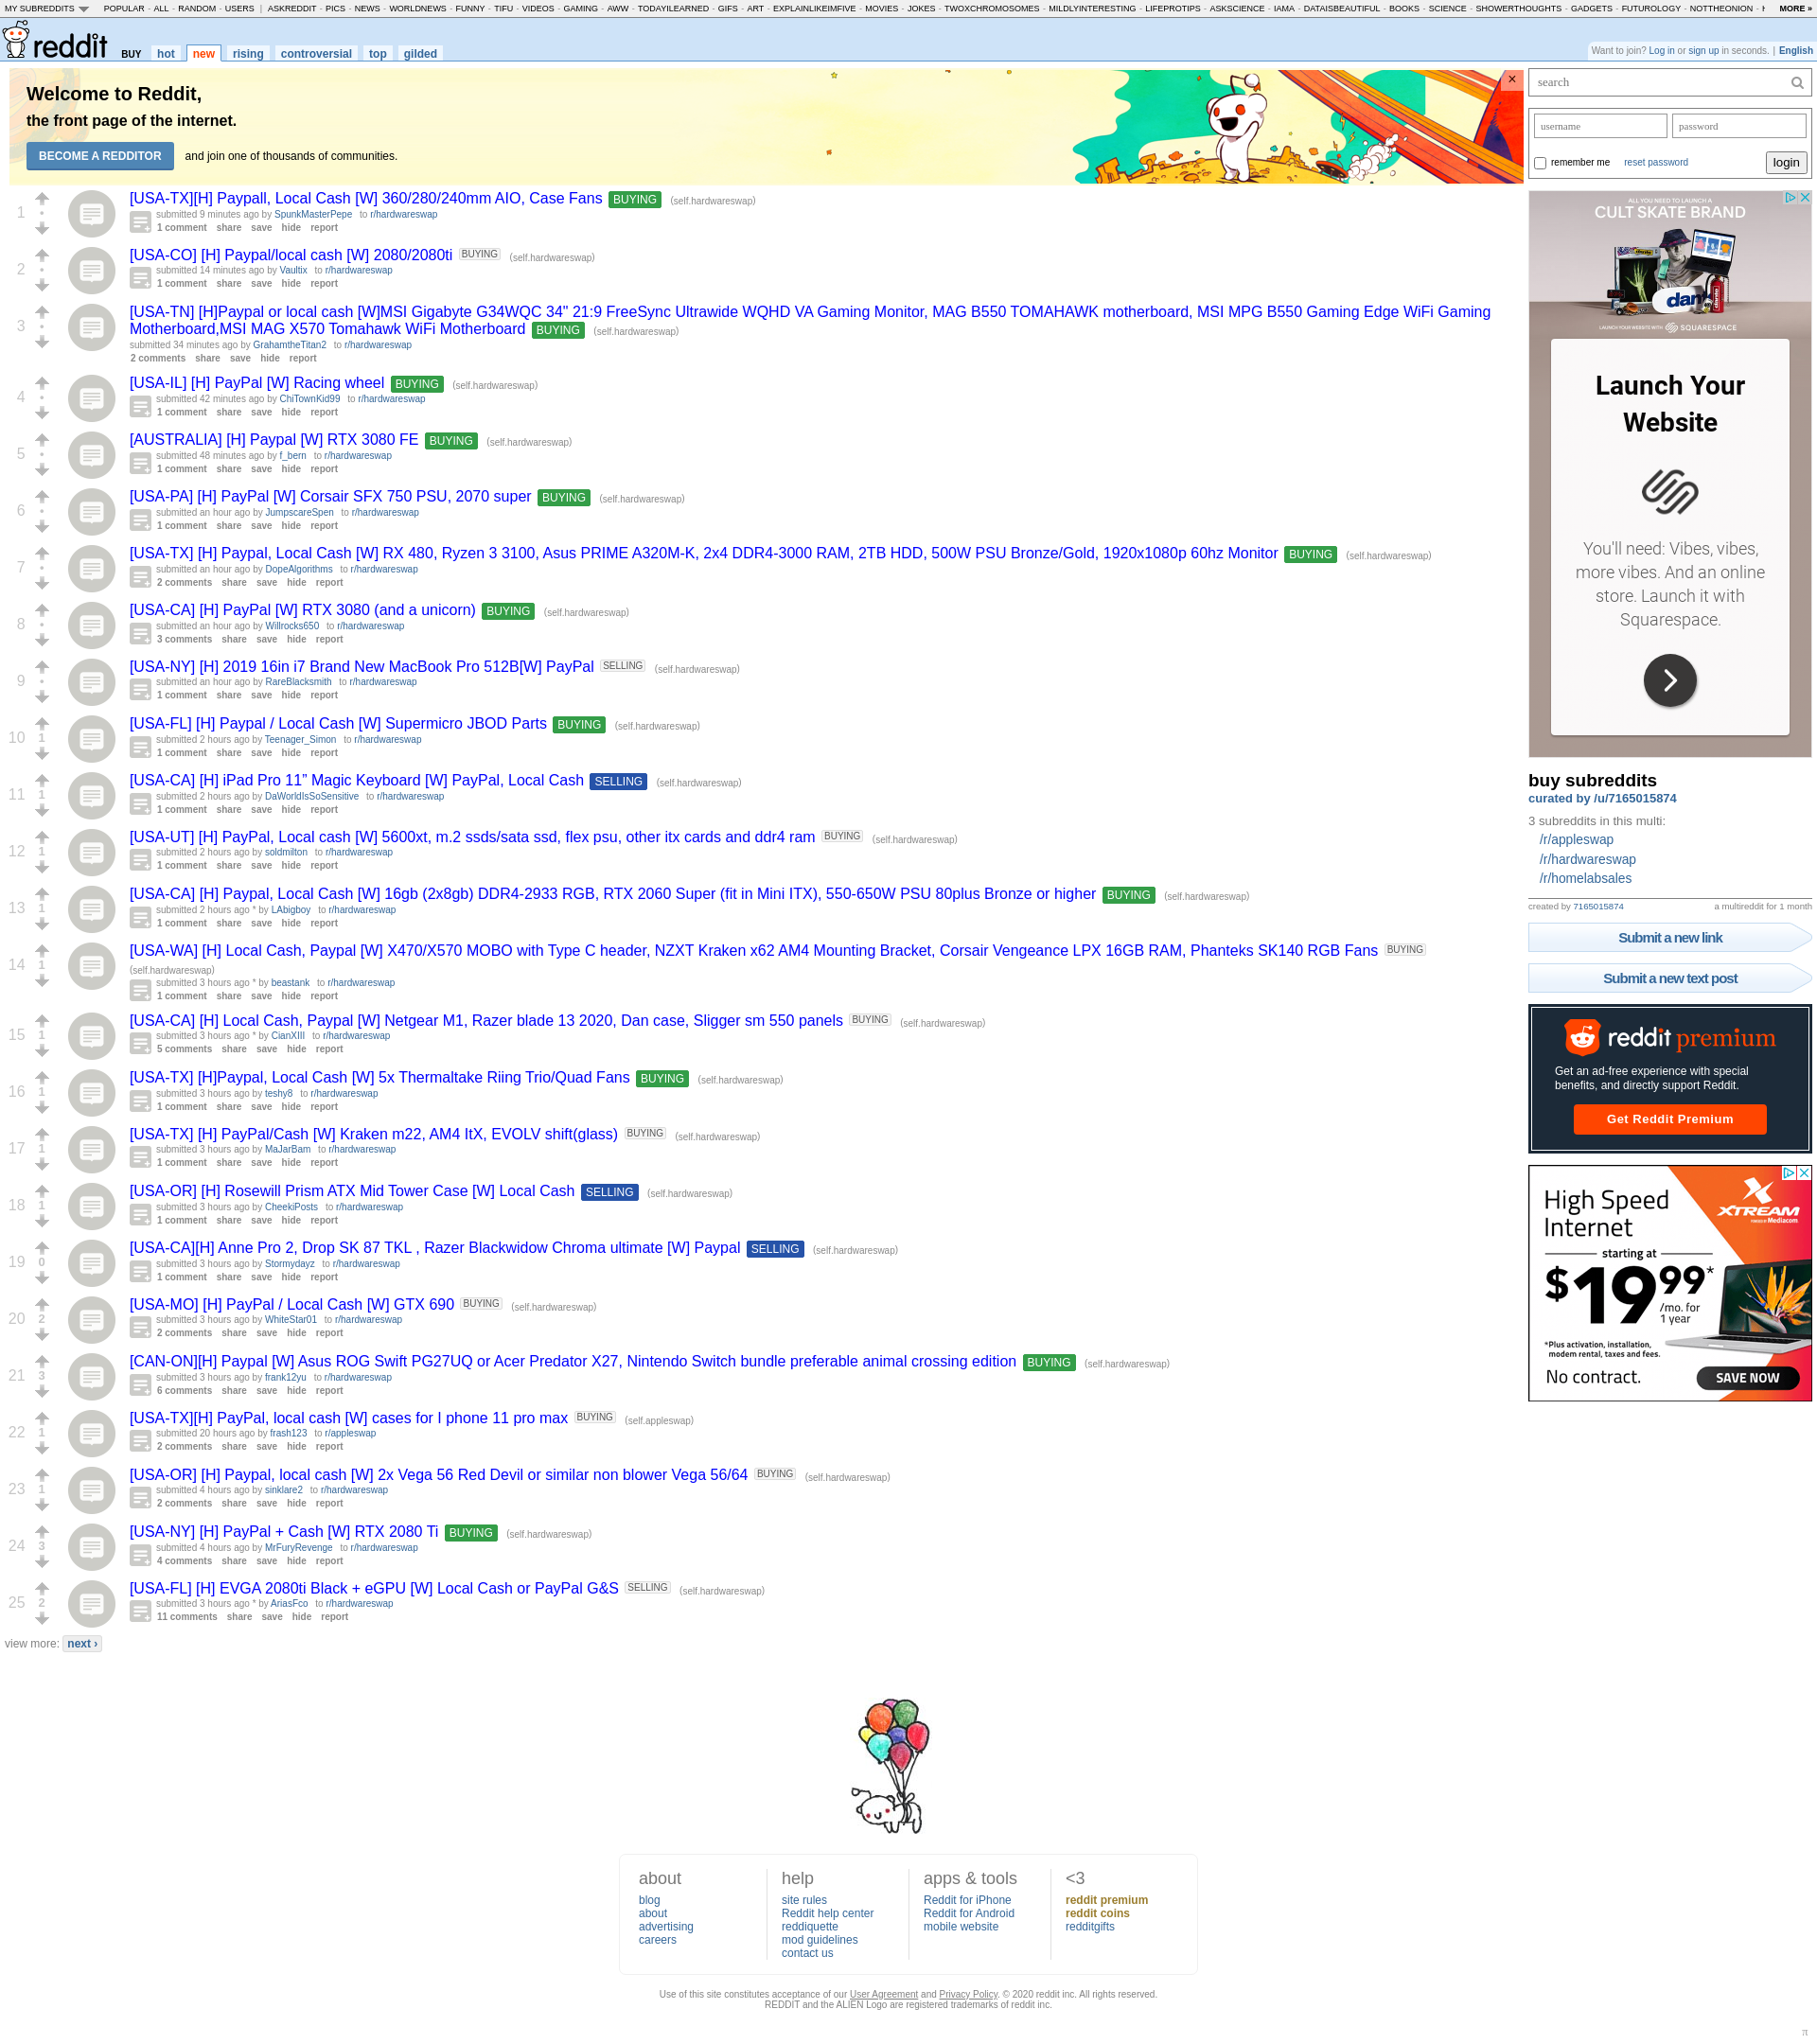 MY SUBREDDITS POPULAR - ALL - RANDOM - USERS | ASKREDDIT - PICS - NEWS - WORLDNEWS - FUNNY - TIFU - VIDEOS - GAMING - AWW - TODAYILEARNED - GIFS - ART - EXPLAINLIKEIMFIVE - MOVIES - JOKES - TWOXCHROMOSOMES - MILDLYINTERESTING - LIFEPROTIPS - ASKSCIENCE - IAMA - DATAISBEAUTIFUL - BOOKS - SCIENCE - SHOWERTHOUGHTS - GADGETS - FUTUROLOGY - NOTTHEONION - MORE »
reddit BUY hot new rising controversial top gilded
Want to join? Log in or sign up in seconds. | English
Welcome to Reddit,
the front page of the internet.
BECOME A REDDITOR and join one of thousands of communities.
1 [USA-TX][H] Paypall, Local Cash [W] 360/280/240mm AIO, Case Fans BUYING (self.hardwareswap)
submitted 9 minutes ago by SpunkMasterPepe to r/hardwareswap
1 comment share save hide report
2 [USA-CO] [H] Paypal/local cash [W] 2080/2080ti BUYING (self.hardwareswap)
submitted 14 minutes ago by Vaultix to r/hardwareswap
1 comment share save hide report
3 [USA-TN] [H]Paypal or local cash [W]MSI Gigabyte G34WQC 34" 21:9 FreeSync Ultrawide WQHD VA Gaming Monitor, MAG B550 TOMAHAWK motherboard, MSI MPG B550 Gaming Edge WiFi Gaming
Motherboard,MSI MAG X570 Tomahawk WiFi Motherboard BUYING (self.hardwareswap)
submitted 34 minutes ago by GrahamtheTitan2 to r/hardwareswap
2 comments share save hide report
4 [USA-IL] [H] PayPal [W] Racing wheel BUYING (self.hardwareswap)
submitted 42 minutes ago by ChiTownKid99 to r/hardwareswap
1 comment share save hide report
5 [AUSTRALIA] [H] Paypal [W] RTX 3080 FE BUYING (self.hardwareswap)
submitted 48 minutes ago by f_bern to r/hardwareswap
1 comment share save hide report
6 [USA-PA] [H] PayPal [W] Corsair SFX 750 PSU, 2070 super BUYING (self.hardwareswap)
submitted an hour ago by JumpscareSpen to r/hardwareswap
1 comment share save hide report
7 [USA-TX] [H] Paypal, Local Cash [W] RX 480, Ryzen 3 3100, Asus PRIME A320M-K, 2x4 DDR4-3000 RAM, 2TB HDD, 500W PSU Bronze/Gold, 1920x1080p 60hz Monitor BUYING (self.hardwareswap)
submitted an hour ago by DopeAlgorithms to r/hardwareswap
2 comments share save hide report
8 [USA-CA] [H] PayPal [W] RTX 3080 (and a unicorn) BUYING (self.hardwareswap)
submitted an hour ago by Willrocks650 to r/hardwareswap
3 comments share save hide report
9 [USA-NY] [H] 2019 16in i7 Brand New MacBook Pro 512B[W] PayPal SELLING (self.hardwareswap)
submitted an hour ago by RareBlacksmith to r/hardwareswap
1 comment share save hide report
10 1 [USA-FL] [H] Paypal / Local Cash [W] Supermicro JBOD Parts BUYING (self.hardwareswap)
submitted 2 hours ago by Teenager_Simon to r/hardwareswap
1 comment share save hide report
11 1 [USA-CA] [H] iPad Pro 11” Magic Keyboard [W] PayPal, Local Cash SELLING (self.hardwareswap)
submitted 2 hours ago by DaWorldIsSoSensitive to r/hardwareswap
1 comment share save hide report
12 1 [USA-UT] [H] PayPal, Local cash [W] 5600xt, m.2 ssds/sata ssd, flex psu, other itx cards and ddr4 ram BUYING (self.hardwareswap)
submitted 2 hours ago by soldmilton to r/hardwareswap
1 comment share save hide report
13 1 [USA-CA] [H] Paypal, Local Cash [W] 16gb (2x8gb) DDR4-2933 RGB, RTX 2060 Super (fit in Mini ITX), 550-650W PSU 80plus Bronze or higher BUYING (self.hardwareswap)
submitted 2 hours ago * by LAbigboy to r/hardwareswap
1 comment share save hide report
14 1 [USA-WA] [H] Local Cash, Paypal [W] X470/X570 MOBO with Type C header, NZXT Kraken x62 AM4 Mounting Bracket, Corsair Vengeance LPX 16GB RAM, Phanteks SK140 RGB Fans BUYING
(self.hardwareswap)
submitted 3 hours ago * by beastank to r/hardwareswap
1 comment share save hide report
15 1 [USA-CA] [H] Local Cash, Paypal [W] Netgear M1, Razer blade 13 2020, Dan case, Sligger sm 550 panels BUYING (self.hardwareswap)
submitted 3 hours ago * by CianXIII to r/hardwareswap
5 comments share save hide report
16 1 [USA-TX] [H]Paypal, Local Cash [W] 5x Thermaltake Riing Trio/Quad Fans BUYING (self.hardwareswap)
submitted 3 hours ago by teshy8 to r/hardwareswap
1 comment share save hide report
17 1 [USA-TX] [H] PayPal/Cash [W] Kraken m22, AM4 ItX, EVOLV shift(glass) BUYING (self.hardwareswap)
submitted 3 hours ago by MaJarBam to r/hardwareswap
1 comment share save hide report
18 1 [USA-OR] [H] Rosewill Prism ATX Mid Tower Case [W] Local Cash SELLING (self.hardwareswap)
submitted 3 hours ago by CheekiPosts to r/hardwareswap
1 comment share save hide report
19 0 [USA-CA][H] Anne Pro 2, Drop SK 87 TKL , Razer Blackwidow Chroma ultimate [W] Paypal SELLING (self.hardwareswap)
submitted 3 hours ago by Stormydayz to r/hardwareswap
1 comment share save hide report
20 2 [USA-MO] [H] PayPal / Local Cash [W] GTX 690 BUYING (self.hardwareswap)
submitted 3 hours ago by WhiteStar01 to r/hardwareswap
2 comments share save hide report
21 3 [CAN-ON][H] Paypal [W] Asus ROG Swift PG27UQ or Acer Predator X27, Nintendo Switch bundle preferable animal crossing edition BUYING (self.hardwareswap)
submitted 3 hours ago by frank12yu to r/hardwareswap
6 comments share save hide report
22 1 [USA-TX][H] PayPal, local cash [W] cases for I phone 11 pro max BUYING (self.appleswap)
submitted 20 hours ago by frash123 to r/appleswap
2 comments share save hide report
23 1 [USA-OR] [H] Paypal, local cash [W] 2x Vega 56 Red Devil or similar non blower Vega 56/64 BUYING (self.hardwareswap)
submitted 4 hours ago by sinklare2 to r/hardwareswap
2 comments share save hide report
24 3 [USA-NY] [H] PayPal + Cash [W] RTX 2080 Ti BUYING (self.hardwareswap)
submitted 4 hours ago by MrFuryRevenge to r/hardwareswap
4 comments share save hide report
25 2 [USA-FL] [H] EVGA 2080ti Black + eGPU [W] Local Cash or PayPal G&S SELLING (self.hardwareswap)
submitted 3 hours ago * by AriasFco to r/hardwareswap
11 comments share save hide report
view more: next ›
search
username password
remember me reset password login
ALL YOU NEED TO LAUNCH A
CULT SKATE BRAND
dan
LAUNCH YOUR WEBSITE WITH SQUARESPACE
Launch Your
Website
You'll need: Vibes, vibes,
more vibes. And an online
store. Launch it with
Squarespace.
buy subreddits
curated by /u/7165015874
3 subreddits in this multi:
/r/appleswap
/r/hardwareswap
/r/homelabsales
created by 7165015874 a multireddit for 1 month
Submit a new link
Submit a new text post
reddit premium
Get an ad-free experience with special
benefits, and directly support Reddit.
Get Reddit Premium
High Speed
Internet
XTREAM
POWERED BY Mediacom
starting at
$19.99* /mo. for
1 year
*Plus activation, installation,
modem rental, taxes and fees.
No contract. SAVE NOW
about
blog
about
advertising
careers
help
site rules
Reddit help center
reddiquette
mod guidelines
contact us
apps & tools
Reddit for iPhone
Reddit for Android
mobile website
<3
reddit premium
reddit coins
redditgifts
Use of this site constitutes acceptance of our User Agreement and Privacy Policy. © 2020 reddit inc. All rights reserved.
REDDIT and the ALIEN Logo are registered trademarks of reddit inc.
π